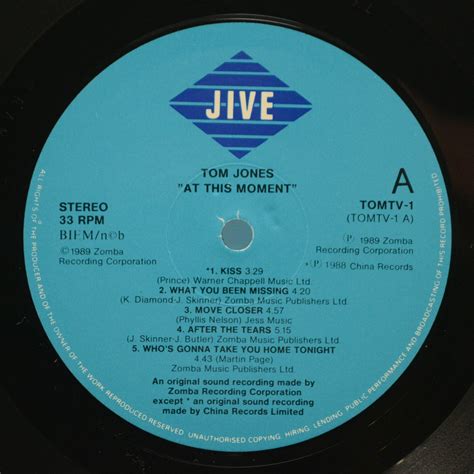 JIVE
TOM JONES
"AT THIS MOMENT"
STEREO
33 RPM
BIEM/n©b
©1989 Zomba
Recording Corporation
A
TOMTV-1
(TOMTV-1 A)
Ⓟ 1989 Zomba
Recording Corporation
*Ⓟ 1988 China Records
*1. KISS 3.29
(Prince) Warner Chappell Music Ltd.
2. WHAT YOU BEEN MISSING 4.20
(K. Diamond-J. Skinner) Zomba Music Publishers Ltd.
3. MOVE CLOSER 4.57
(Phyllis Nelson) Jess Music
4. AFTER THE TEARS 5.15
(J. Skinner-J. Butler) Zomba Music Publishers Ltd.
5. WHO'S GONNA TAKE YOU HOME TONIGHT
4.43 (Martin Page)
Zomba Music Publishers Ltd.
An original sound recording made by
Zomba Recording Corporation
except * an original sound recording
made by China Records Limited
ALL RIGHTS OF THE PRODUCER AND OF THE OWNER OF THE WORK REPRODUCED RESERVED. UNAUTHORISED COPYING, HIRING, LENDING, PUBLIC PERFORMANCE AND BROADCASTING OF THIS RECORD PROHIBITED.